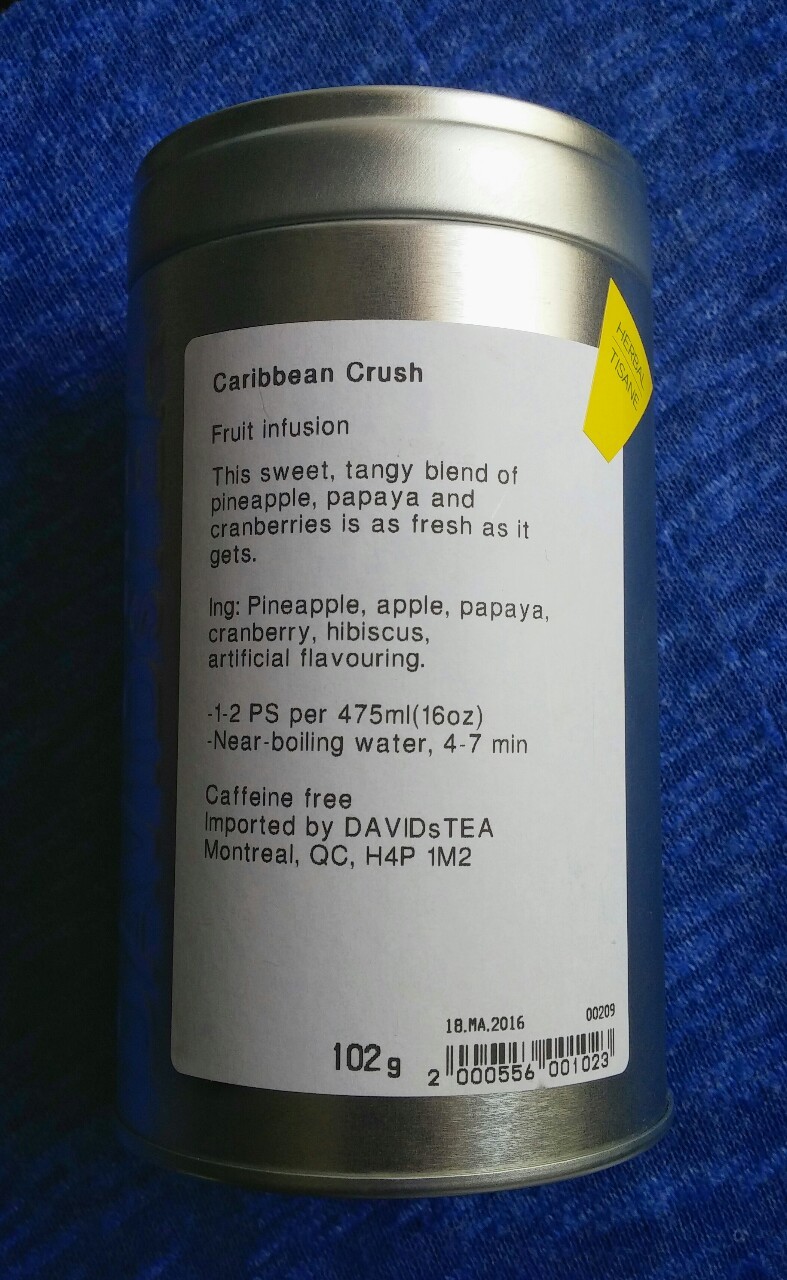 HERBAL
TISANE
Caribbean Crush
Fruit infusion
This sweet, tangy blend of
pineapple, papaya and
cranberries is as fresh as it
gets.
Ing: Pineapple, apple, papaya,
cranberry, hibiscus,
artificial flavouring.
-1-2 PS per 475ml(16oz)
-Near-boiling water, 4-7 min
Caffeine free
Imported by DAVIDsTEA
Montreal, QC, H4P 1M2
18.MA.2016 00209
102g
2 000556 001023